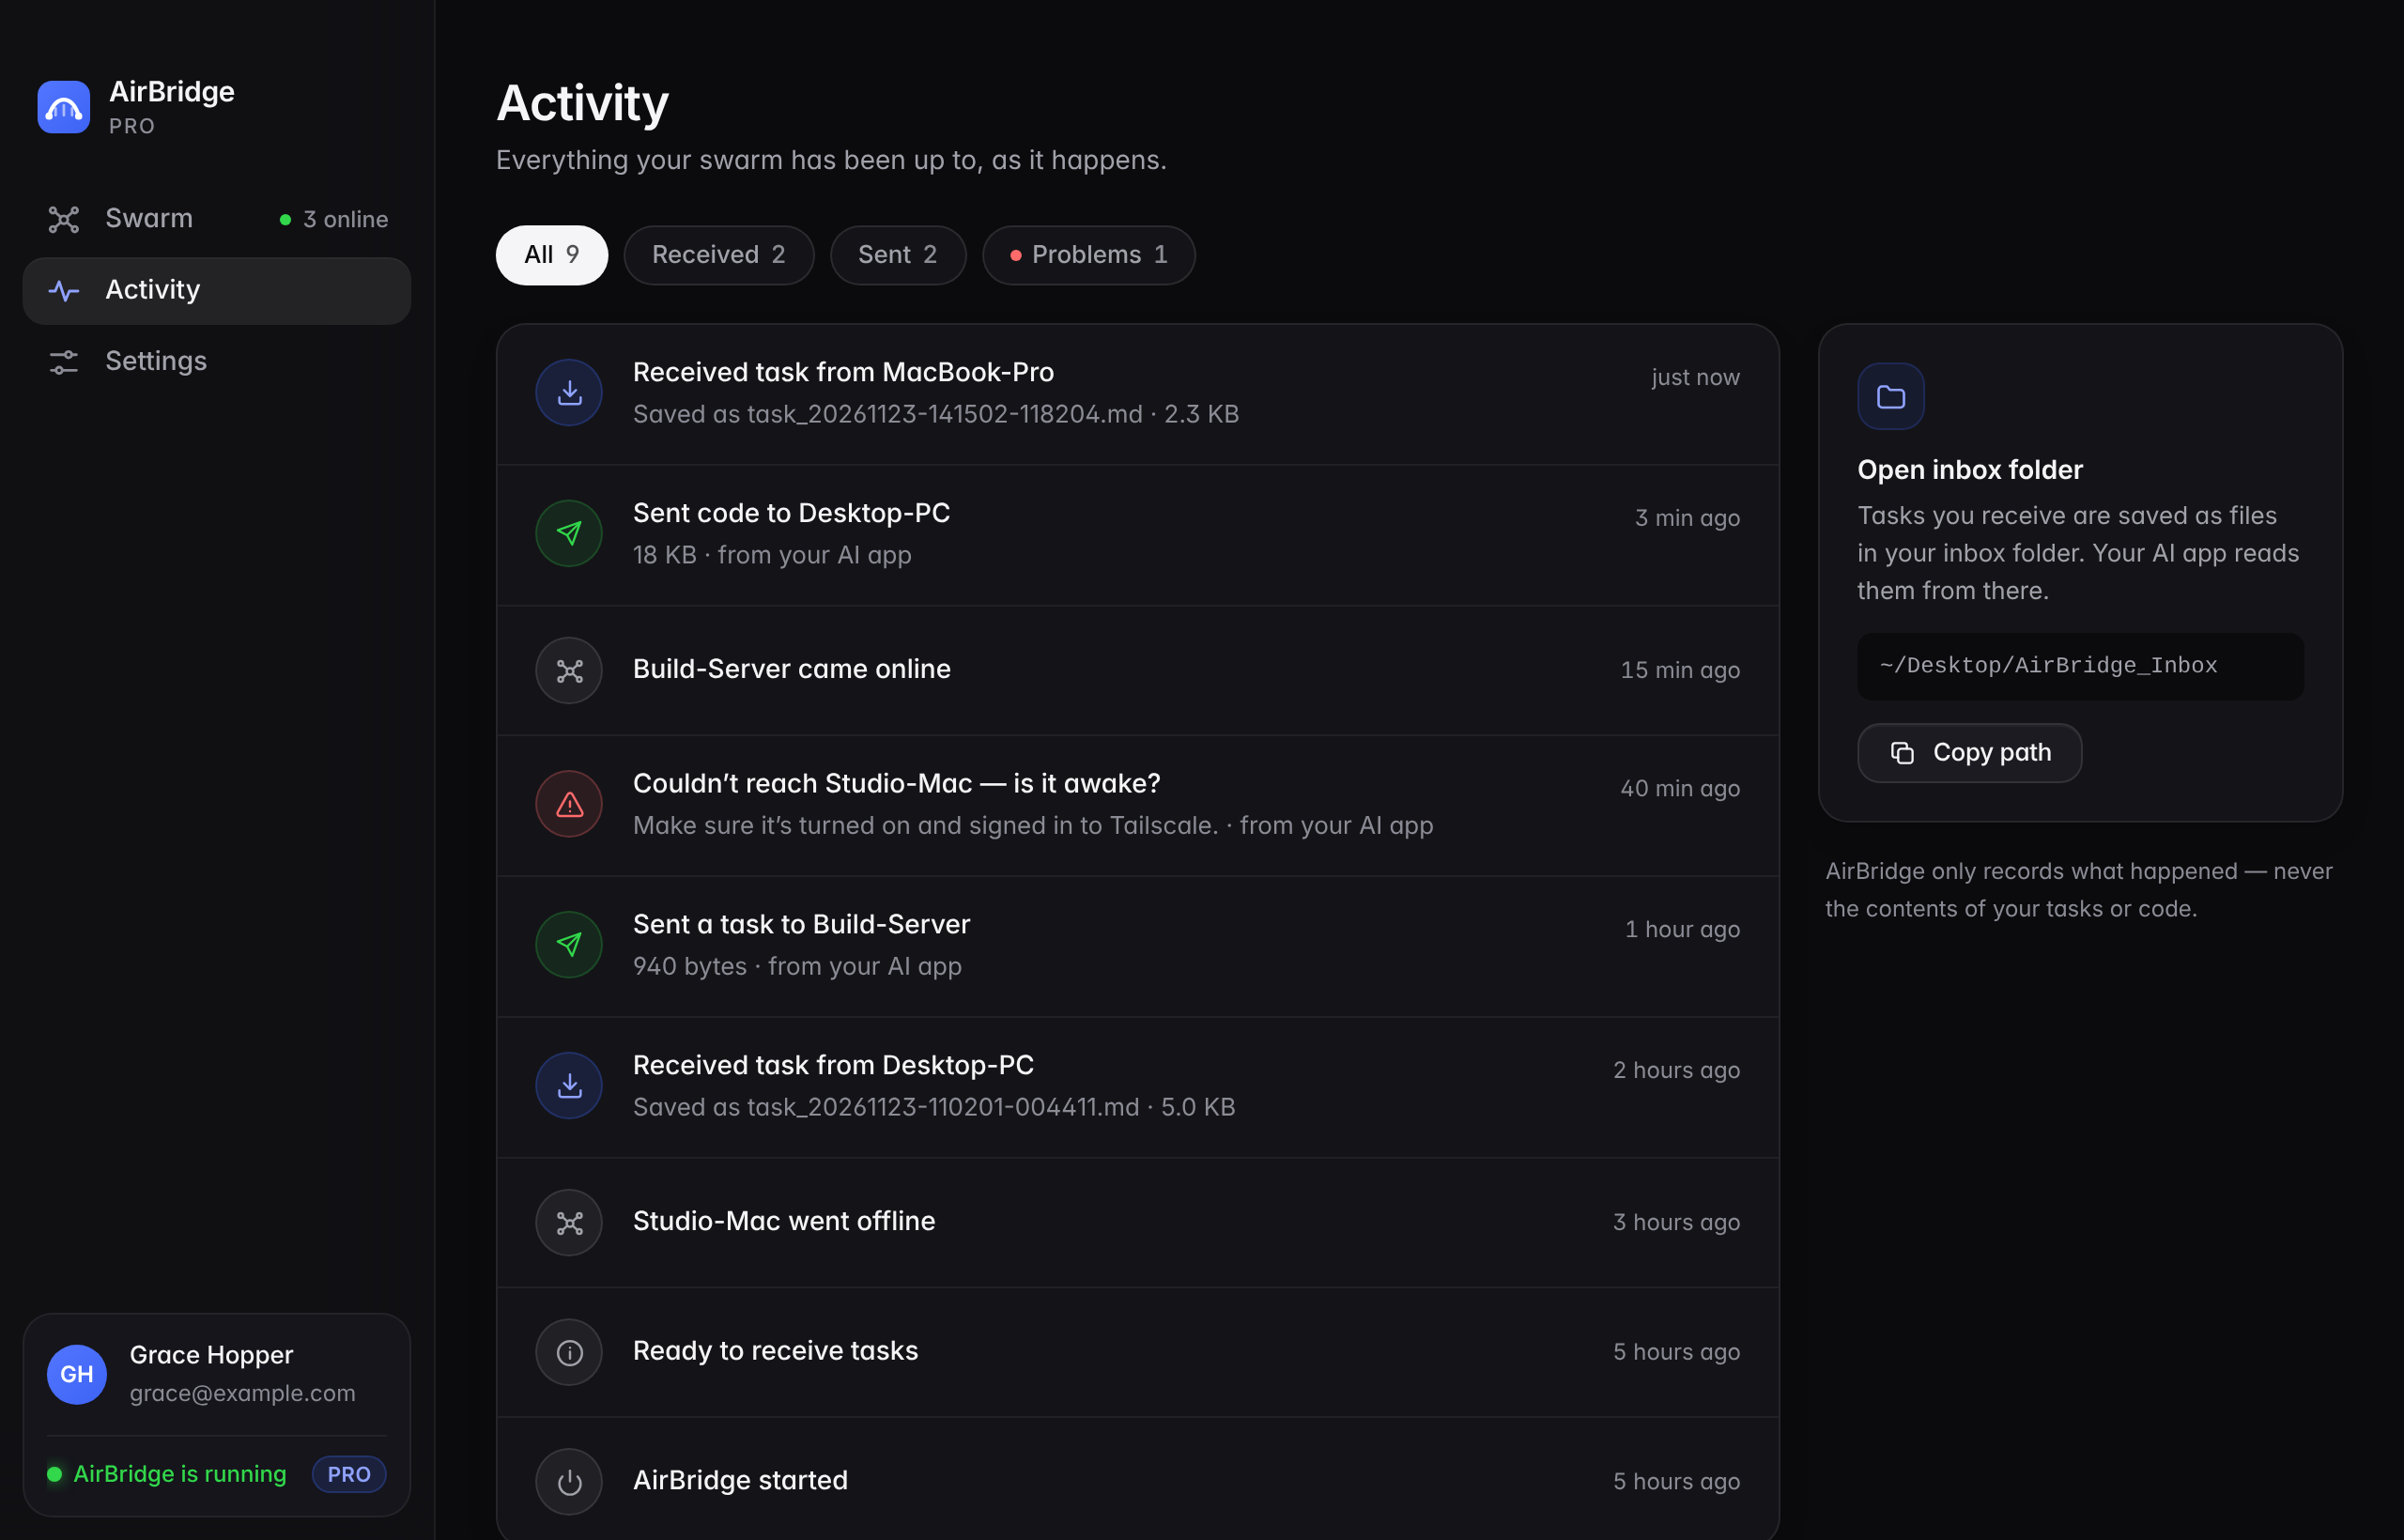 AirBridge
PRO
Swarm
3 online
Activity
Settings
Grace Hopper
GH
grace@example.com
AirBridge is running
PRO
Activity
Everything your swarm has been up to, as it happens.
All 9
Received 2
Sent 2
Problems 1
Received task from MacBook-Pro
just now
Saved as task_20261123-141502-118204.md · 2.3 KB
Sent code to Desktop-PC
3 min ago
18 KB · from your AI app
Build-Server came online
15 min ago
Couldn’t reach Studio-Mac — is it awake?
40 min ago
Make sure it’s turned on and signed in to Tailscale. · from your AI app
Sent a task to Build-Server
1 hour ago
940 bytes · from your AI app
Received task from Desktop-PC
2 hours ago
Saved as task_20261123-110201-004411.md · 5.0 KB
Studio-Mac went offline
3 hours ago
Ready to receive tasks
5 hours ago
AirBridge started
5 hours ago
Open inbox folder
Tasks you receive are saved as files
in your inbox folder. Your AI app reads
them from there.
~/Desktop/AirBridge_Inbox
Copy path
AirBridge only records what happened — never
the contents of your tasks or code.